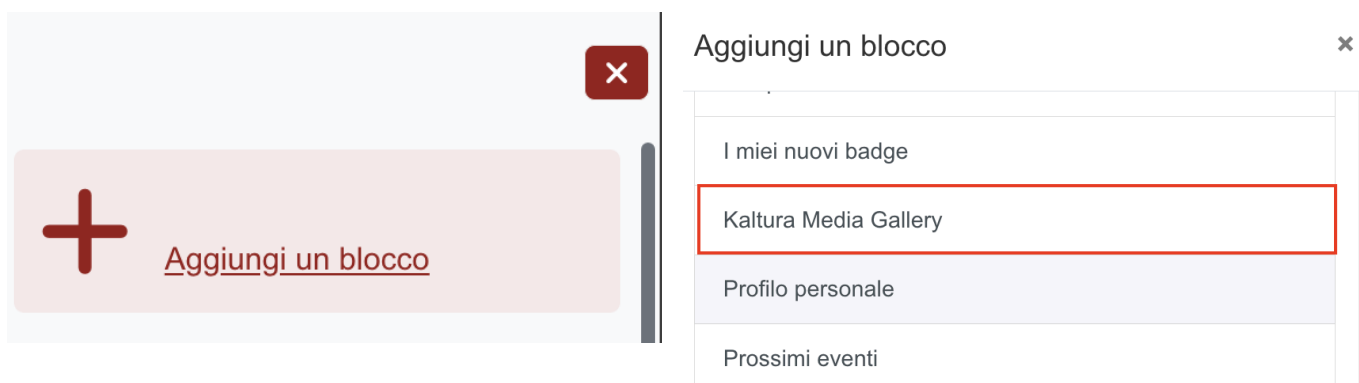 Aggiungi un blocco
Aggiungi un blocco
I miei nuovi badge
Kaltura Media Gallery
Profilo personale
Prossimi eventi